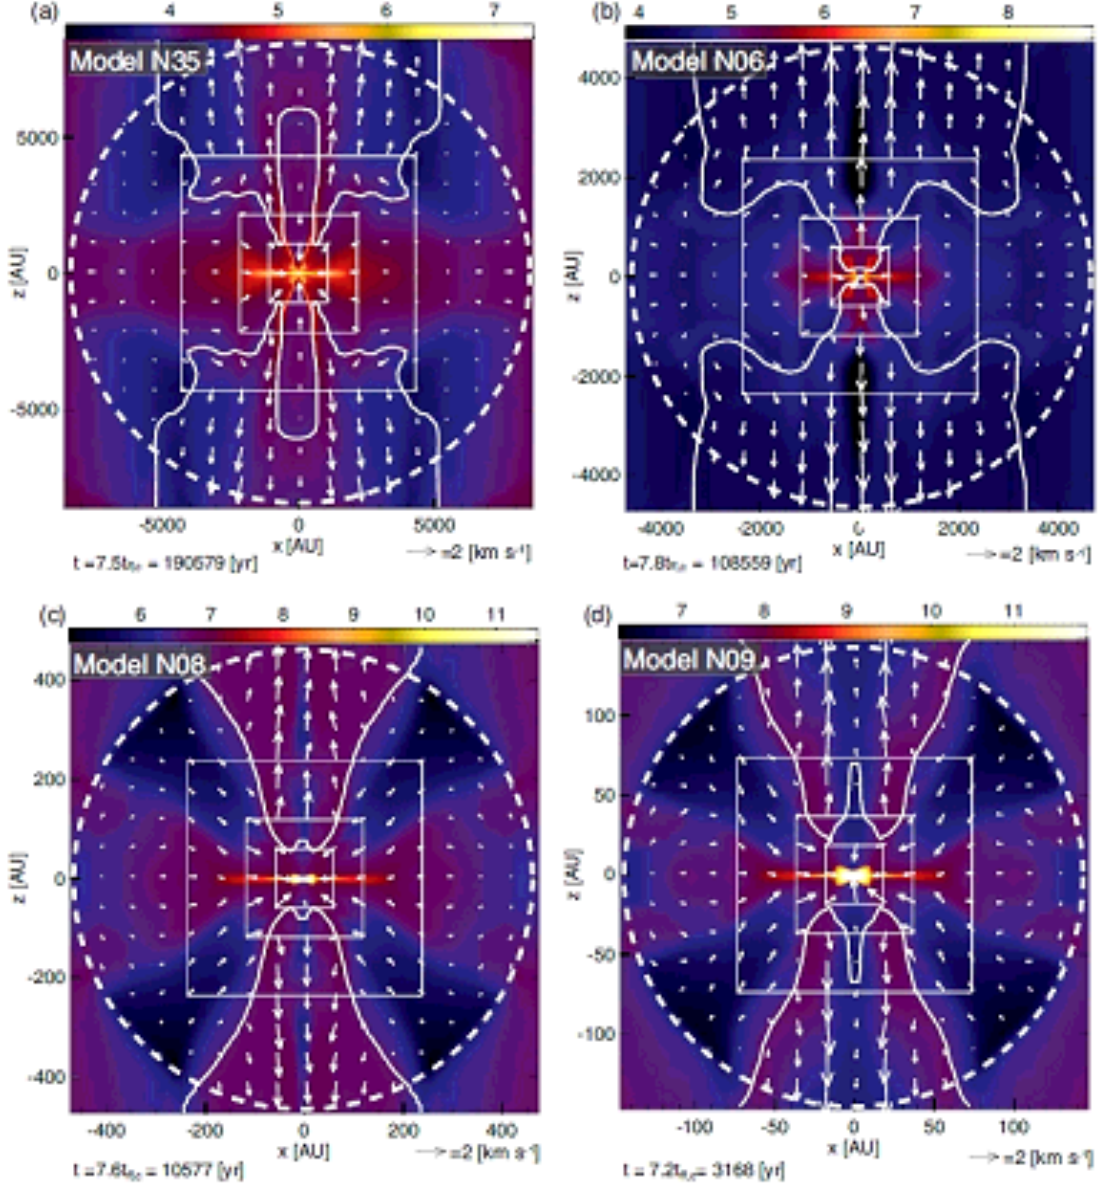 (a) 4 5 6 7
Model N35
5000
0
-5000
z [AU]
-5000 0 5000
x [AU]
t =7.5t = 190579 [yr]
=2 [km s⁻¹]
(b) 4 5 6 7 8
Model N06
4000
2000
0
-2000
-4000
z [AU]
-4000 -2000 0 2000 4000
x [AU]
t=7.8t = 108559 [yr]
=2 [km s⁻¹]
(c) 6 7 8 9 10 11
Model N08
400
200
0
-200
-400
z [AU]
-400 -200 0 200 400
x [AU]
t =7.6t = 10577 [yr]
=2 [km s⁻¹]
(d) 7 8 9 10 11
Model N09
100
50
0
-50
-100
z [AU]
-100 -50 0 50 100
x [AU]
t = 7.2t = 3168 [yr]
=2 [km s⁻¹]